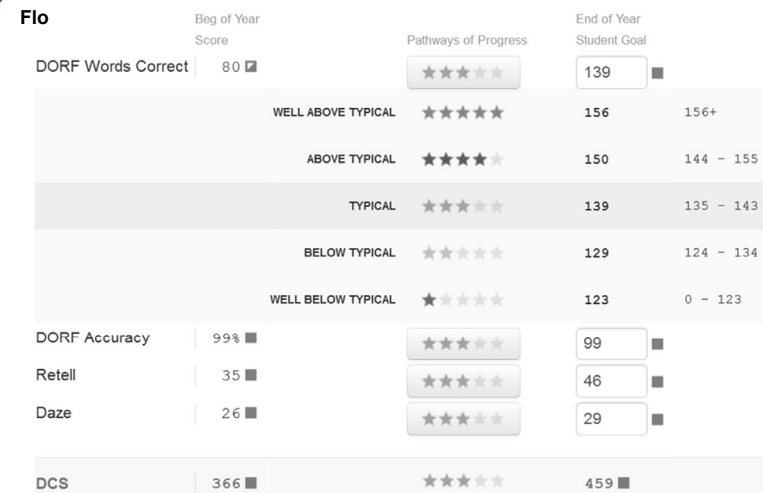 Flo
Beg of Year Score Pathways of Progress End of Year Student Goal
DORF Words Correct 80 139
WELL ABOVE TYPICAL 156 156+
ABOVE TYPICAL 150 144 - 155
TYPICAL 139 135 - 143
BELOW TYPICAL 129 124 - 134
WELL BELOW TYPICAL 123 0 - 123
DORF Accuracy 99% 99
Retell 35 46
Daze 26 29
DCS 366 459